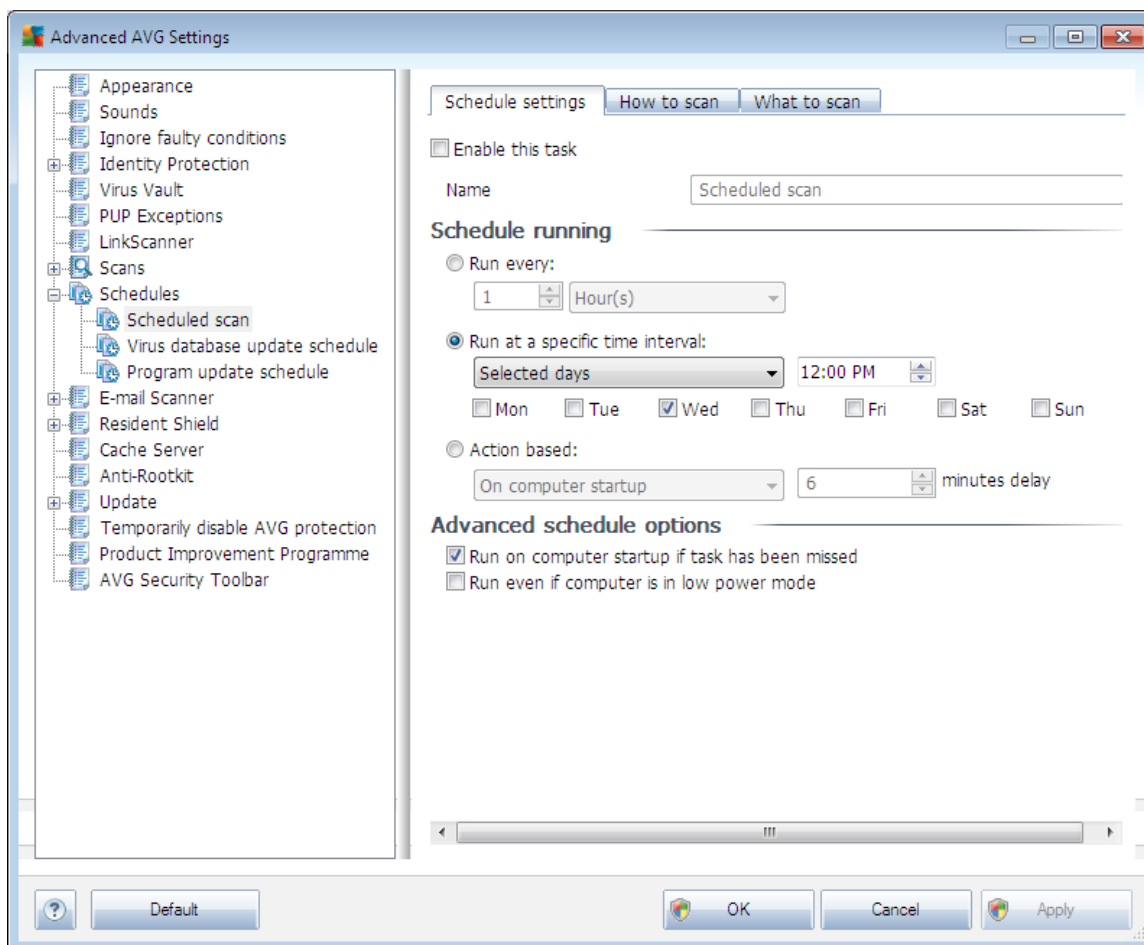 Advanced AVG Settings
Appearance
Sounds
Ignore faulty conditions
Identity Protection
Virus Vault
PUP Exceptions
LinkScanner
Scans
Schedules
Scheduled scan
Virus database update schedule
Program update schedule
E-mail Scanner
Resident Shield
Cache Server
Anti-Rootkit
Update
Temporarily disable AVG protection
Product Improvement Programme
AVG Security Toolbar
Schedule settings How to scan What to scan
Enable this task
Name Scheduled scan
Schedule running
Run every:
1 Hour(s)
Run at a specific time interval:
Selected days 12:00 PM
Mon Tue Wed Thu Fri Sat Sun
Action based:
On computer startup 6 minutes delay
Advanced schedule options
Run on computer startup if task has been missed
Run even if computer is in low power mode
? Default OK Cancel Apply